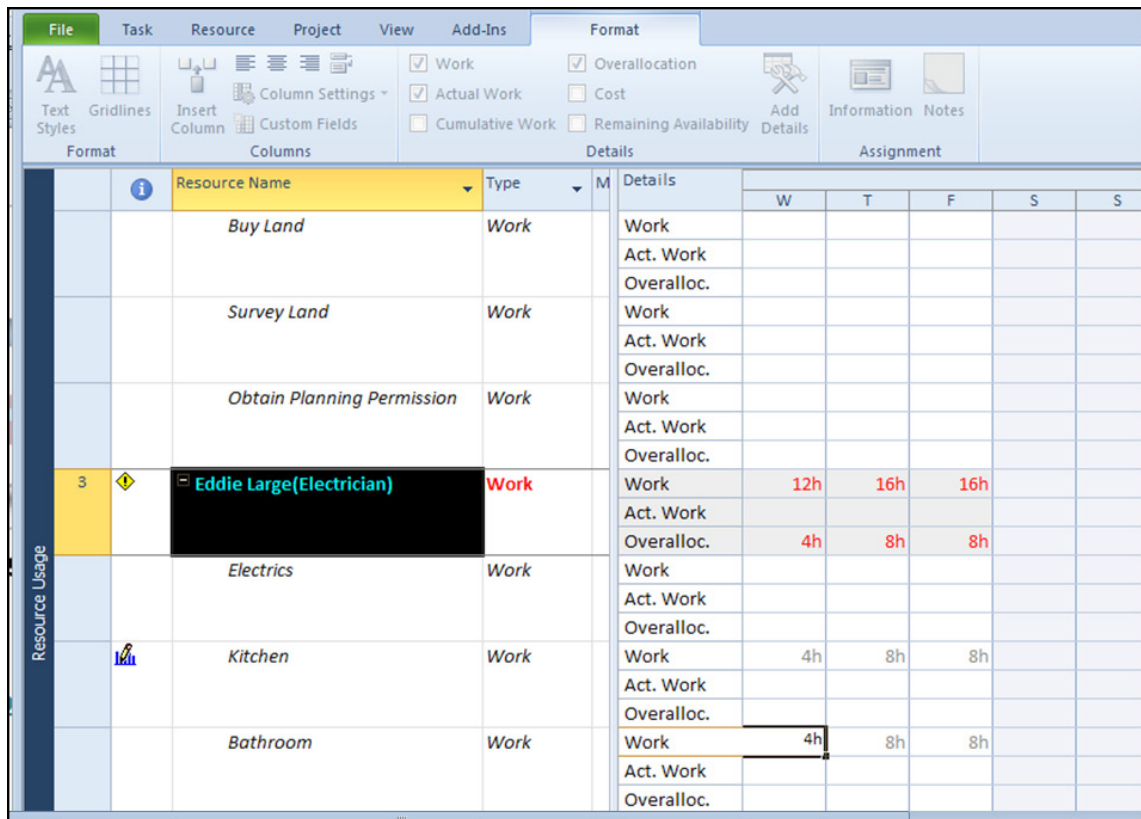 File Task Resource Project View Add-Ins Format
Work Overallocation
Column Settings Actual Work Cost
Text Styles Gridlines Insert Column Custom Fields Cumulative Work Remaining Availability Add Details Information Notes
Format Columns Details Assignment
Resource Name Type M Details
W T F S S
Buy Land Work Work
Act. Work
Overalloc.
Survey Land Work Work
Act. Work
Overalloc.
Obtain Planning Permission Work Work
Act. Work
Overalloc.
3 Eddie Large(Electrician) Work Work 12h 16h 16h
Act. Work
Overalloc. 4h 8h 8h
Electrics Work Work
Act. Work
Overalloc.
Kitchen Work Work 4h 8h 8h
Act. Work
Overalloc.
Bathroom Work Work 4h 8h 8h
Act. Work
Overalloc.
Resource Usage